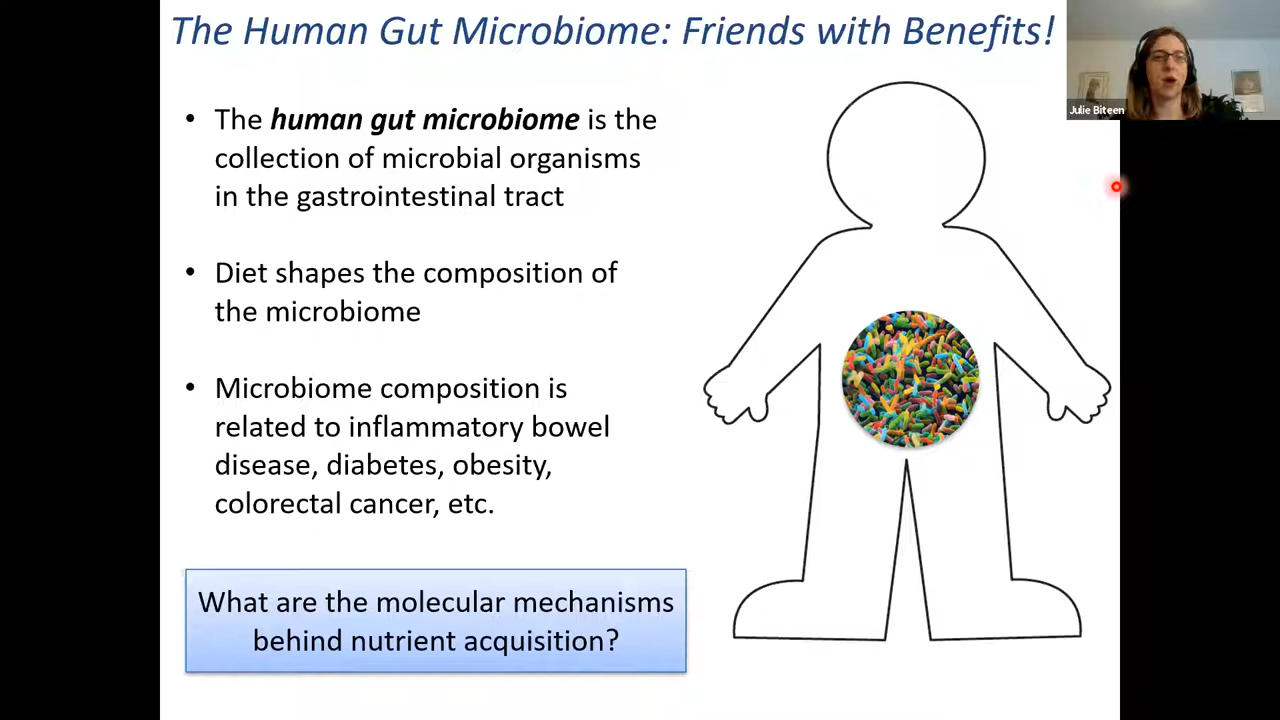 The Human Gut Microbiome: Friends with Benefits!
Julie Biteen
• The human gut microbiome is the
collection of microbial organisms
in the gastrointestinal tract
• Diet shapes the composition of
the microbiome
• Microbiome composition is
related to inflammatory bowel
disease, diabetes, obesity,
colorectal cancer, etc.
What are the molecular mechanisms
behind nutrient acquisition?